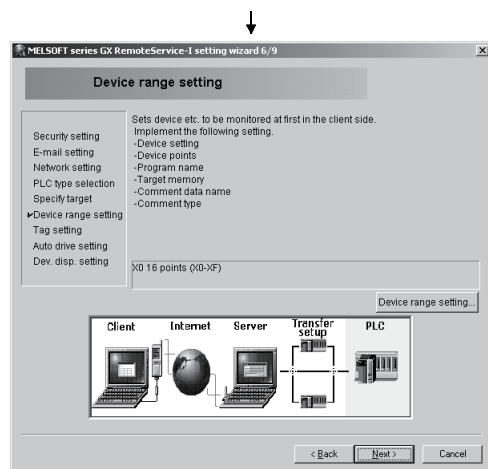 MELSOFT series GX RemoteService-I setting wizard 6/9
Device range setting
Security setting
E-mail setting
Network setting
PLC type selection
Specify target
Device range setting
Tag setting
Auto drive setting
Dev. disp. setting
Sets device etc. to be monitored at first in the client side.
Implement the following setting.
-Device setting
-Device points
-Program name
-Target memory
-Comment data name
-Comment type
X0 16 points (X0-XF)
Device range setting...
Client Internet Server Transfer setup PLC
< Back Next > Cancel